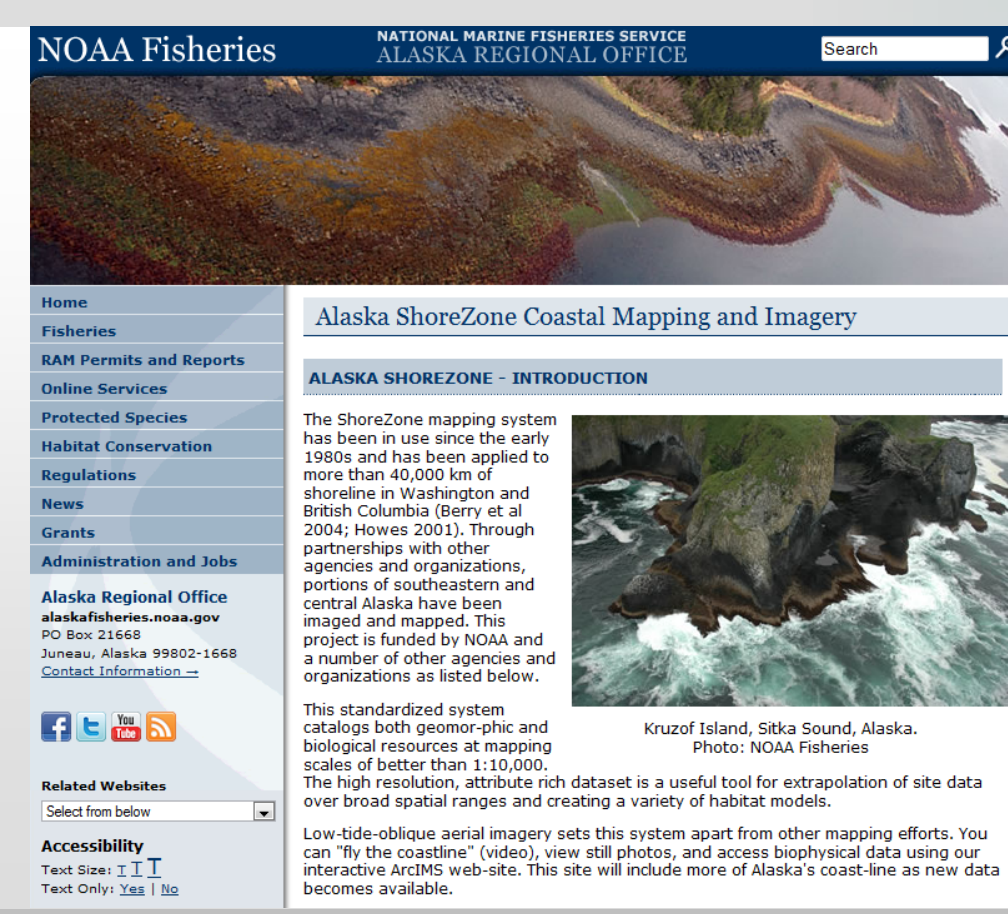 NOAA Fisheries
NATIONAL MARINE FISHERIES SERVICE
ALASKA REGIONAL OFFICE
Search
Home
Fisheries
RAM Permits and Reports
Online Services
Protected Species
Habitat Conservation
Regulations
News
Grants
Administration and Jobs
Alaska Regional Office
alaskafisheries.noaa.gov
PO Box 21668
Juneau, Alaska 99802-1668
Contact Information →
f
t
You
Tube
Related Websites
Select from below
Accessibility
Text Size: T T T
Text Only: Yes | No
Alaska ShoreZone Coastal Mapping and Imagery
ALASKA SHOREZONE - INTRODUCTION
The ShoreZone mapping system
has been in use since the early
1980s and has been applied to
more than 40,000 km of
shoreline in Washington and
British Columbia (Berry et al
2004; Howes 2001). Through
partnerships with other
agencies and organizations,
portions of southeastern and
central Alaska have been
imaged and mapped. This
project is funded by NOAA and
a number of other agencies and
organizations as listed below.
Kruzof Island, Sitka Sound, Alaska.
Photo: NOAA Fisheries
This standardized system
catalogs both geomor-phic and
biological resources at mapping
scales of better than 1:10,000.
The high resolution, attribute rich dataset is a useful tool for extrapolation of site data
over broad spatial ranges and creating a variety of habitat models.
Low-tide-oblique aerial imagery sets this system apart from other mapping efforts. You
can "fly the coastline" (video), view still photos, and access biophysical data using our
interactive ArcIMS web-site. This site will include more of Alaska's coast-line as new data
becomes available.